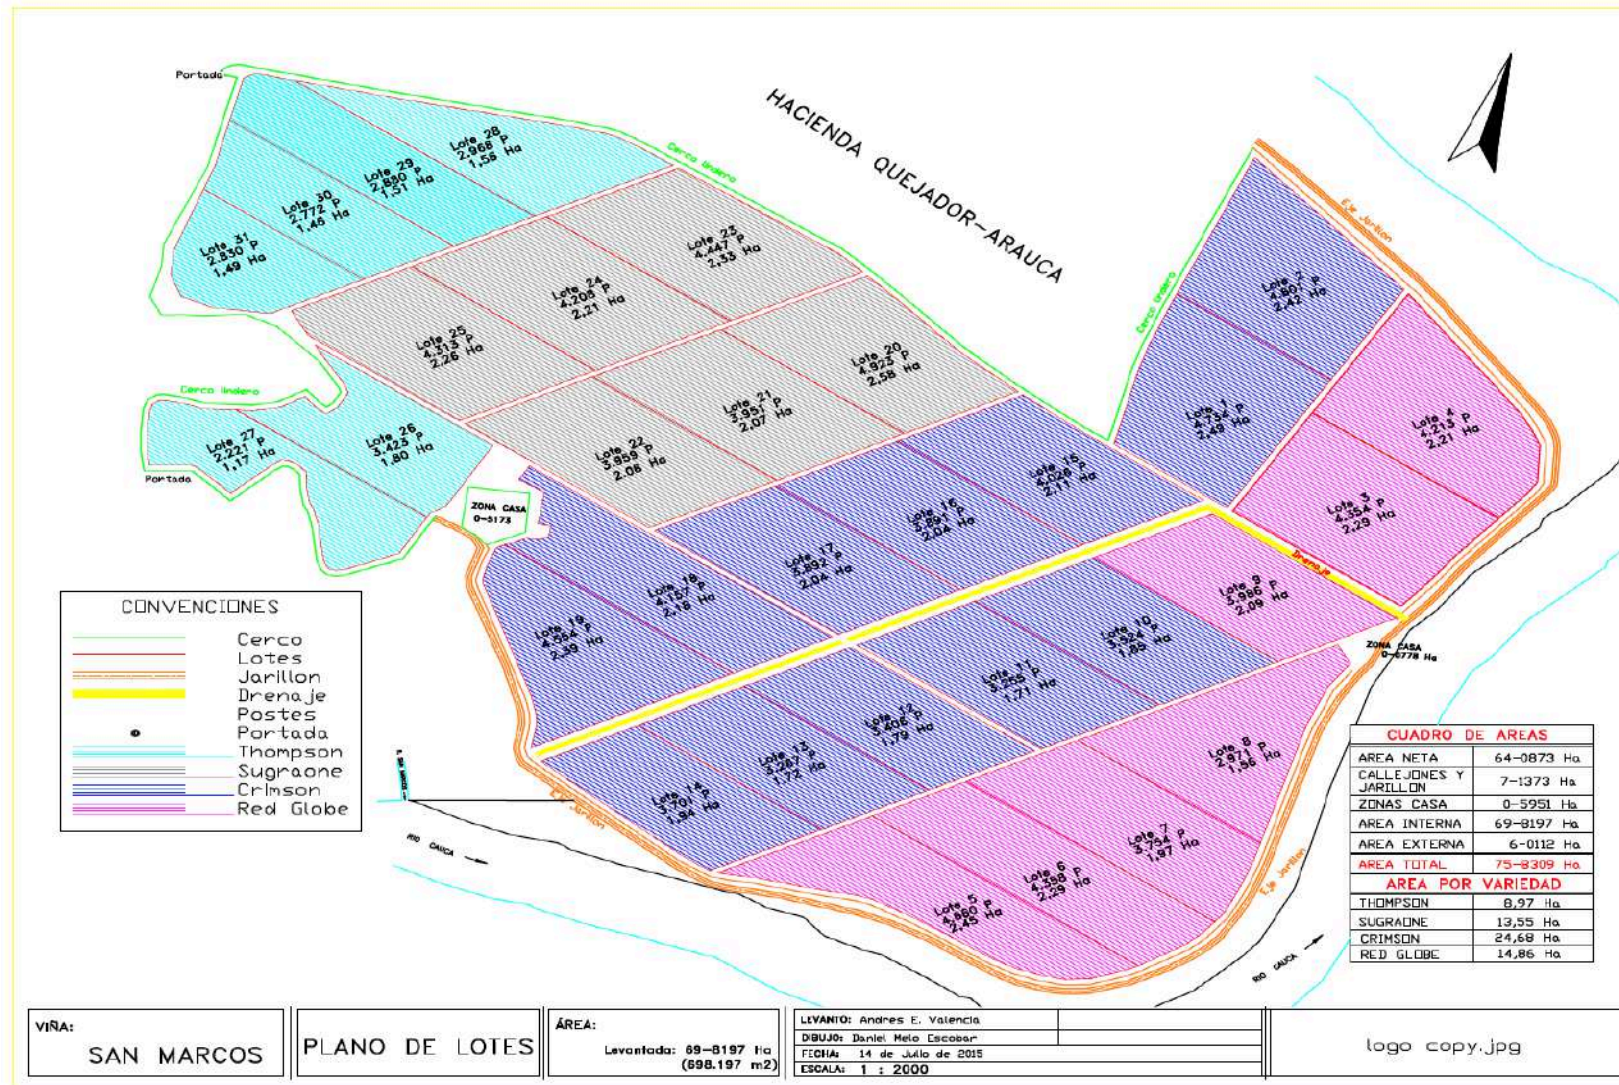 Portada
HACIENDA QUEJADOR-ARAUCA
Cerco lindero
Lote 28
2.968 P
1,56 Ha
Lote 29
2.880 P
1,51 Ha
Lote 30
2.772 P
1,46 Ha
Lote 31
2.830 P
1,49 Ha
Lote 23
4.447 P
2,33 Ha
Lote 24
4.205 P
2,21 Ha
Lote 25
4.313 P
2,26 Ha
Lote 20
4.923 P
2,58 Ha
Lote 21
3.951 P
2,07 Ha
Lote 22
3.959 P
2,08 Ha
Cerco lindero
Lote 27
2.221 P
1,17 Ha
Lote 26
3.423 P
1,80 Ha
Portada
ZONA CASA
0-5173
Eje Jarillon
Cerco lindero
Lote 2
4.601 P
2,42 Ha
Lote 1
4.734 P
2,49 Ha
Lote 4
4.213 P
2,21 Ha
Lote 3
4.354 P
2,29 Ha
Drenaje
Lote 15
4.026 P
2,11 Ha
Lote 16
3.891 P
2,04 Ha
Lote 17
3.892 P
2,04 Ha
Lote 18
4.157 P
2,18 Ha
Lote 19
4.554 P
2,39 Ha
Lote 9
3.986 P
2,09 Ha
Lote 10
3.524 P
1,85 Ha
Lote 11
3.255 P
1,71 Ha
Lote 12
3.406 P
1,79 Ha
Lote 13
3.287 P
1,72 Ha
Lote 14
3.701 P
1,94 Ha
Lote 8
2.971 P
1,56 Ha
Lote 7
3.754 P
1,97 Ha
Lote 6
4.358 P
2,29 Ha
Lote 5
4.660 P
2,45 Ha
ZONA CASA
0-0778 Ha
Eje Jarillon
Eje Jarillon
RIO CAUCA
RIO CAUCA
CONVENCIONES
Cerco
Lotes
Jarillon
Drenaje
Postes
Portada
Thompson
Sugraone
Crimson
Red Globe
CUADRO DE AREAS
AREA NETA 64-0873 Ha
CALLEJONES Y JARILLON 7-1373 Ha
ZONAS CASA 0-5951 Ha
AREA INTERNA 69-8197 Ha
AREA EXTERNA 6-0112 Ha
AREA TOTAL 75-8309 Ha
AREA POR VARIEDAD
THOMPSON 8,97 Ha
SUGRAONE 13,55 Ha
CRIMSON 24,68 Ha
RED GLOBE 14,86 Ha
VIÑA:
SAN MARCOS
PLANO DE LOTES
ÁREA:
Levantada: 69-8197 Ha
(698.197 m2)
LEVANTO: Andres E. Valencia
DIBUJO: Daniel Melo Escobar
FECHA: 14 de Julio de 2015
ESCALA: 1 : 2000
logo copy.jpg